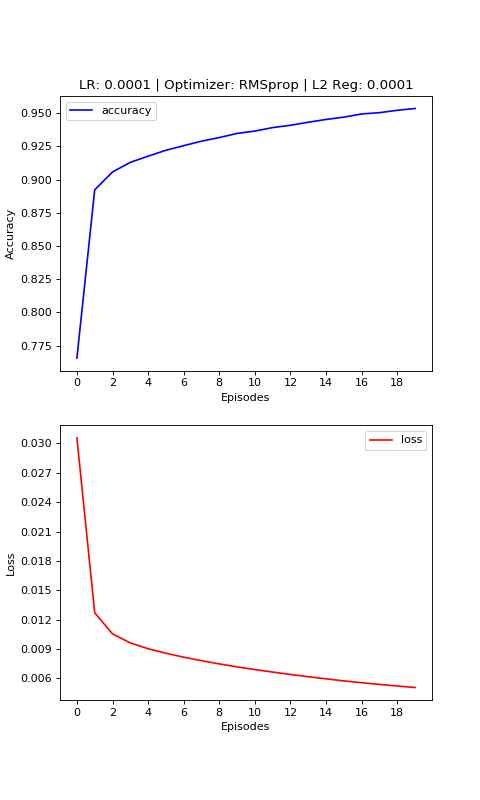 LR: 0.0001 | Optimizer: RMSprop | L2 Reg: 0.0001
accuracy
0.950
0.925
0.900
0.875
0.850
0.825
0.800
0.775
Accuracy
0 2 4 6 8 10 12 14 16 18
Episodes
loss
0.030
0.027
0.024
0.021
0.018
0.015
0.012
0.009
0.006
Loss
0 2 4 6 8 10 12 14 16 18
Episodes